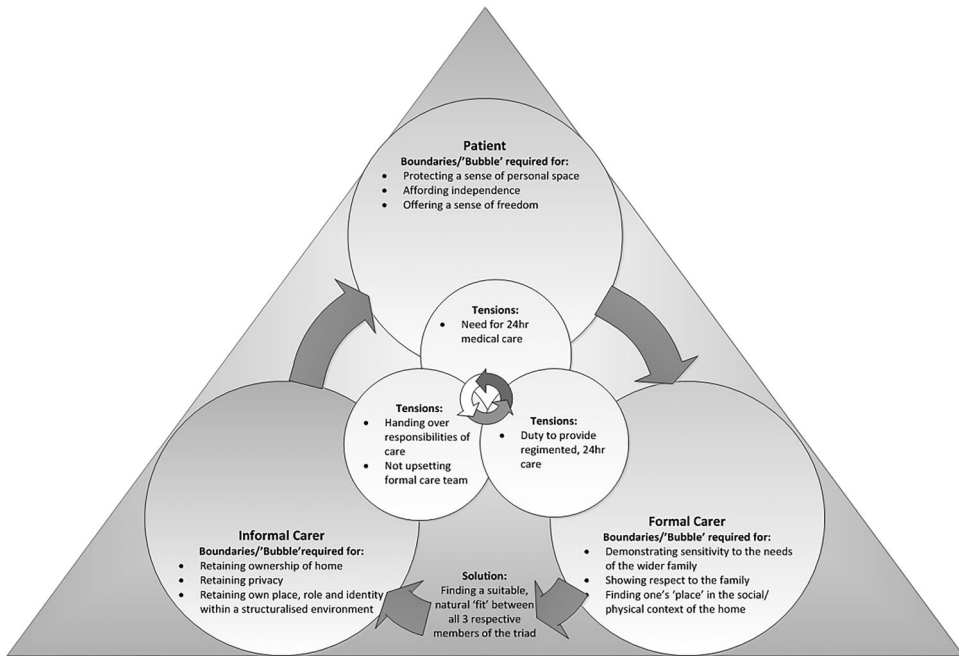 Patient
Boundaries/'Bubble' required for:
• Protecting a sense of personal space
• Affording independence
• Offering a sense of freedom
Tensions:
• Need for 24hr
medical care
Tensions:
• Handing over
responsibilities of
care
• Not upsetting
formal care team
Tensions:
• Duty to provide
regimented, 24hr
care
Informal Carer
Boundaries/'Bubble'required for:
• Retaining ownership of home
• Retaining privacy
• Retaining own place, role and identity
within a structuralised environment
Solution:
Finding a suitable,
natural 'fit' between
all 3 respective
members of the triad
Formal Carer
Boundaries/'Bubble' required for:
• Demonstrating sensitivity to the needs
of the wider family
• Showing respect to the family
• Finding one's 'place' in the social/
physical context of the home